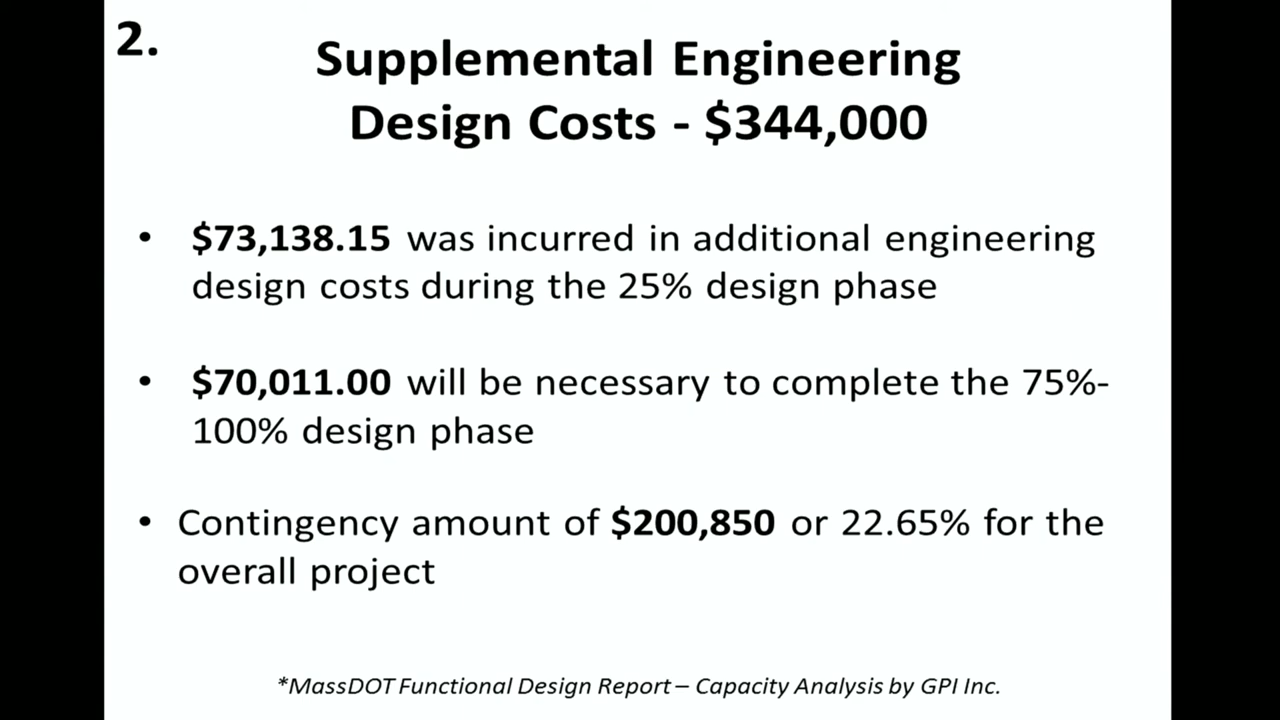 2.
Supplemental Engineering
Design Costs - $344,000
• $73,138.15 was incurred in additional engineering
design costs during the 25% design phase
• $70,011.00 will be necessary to complete the 75%-
100% design phase
• Contingency amount of $200,850 or 22.65% for the
overall project
*MassDOT Functional Design Report – Capacity Analysis by GPI Inc.